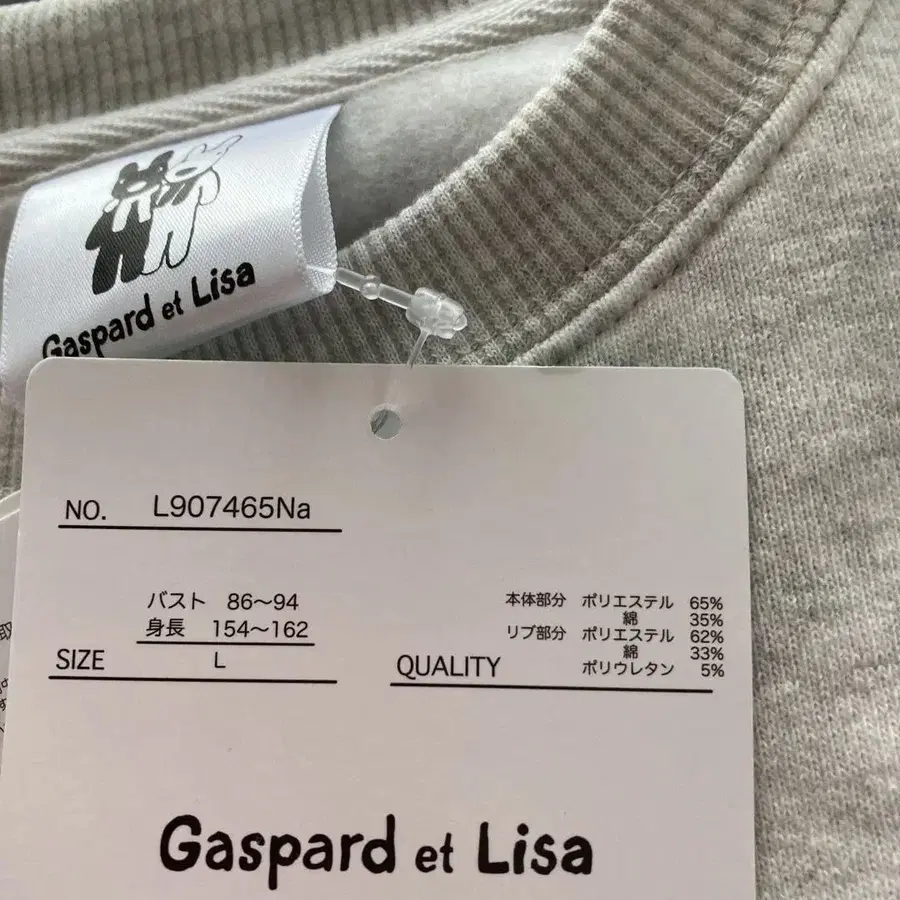 Gaspard et Lisa
NO. L907465Na
バスト 86〜94
身長 154〜162
SIZE L
本体部分 ポリエステル 65%
綿 35%
リブ部分 ポリエステル 62%
綿 33%
ポリウレタン 5%
QUALITY
Gaspard et Lisa